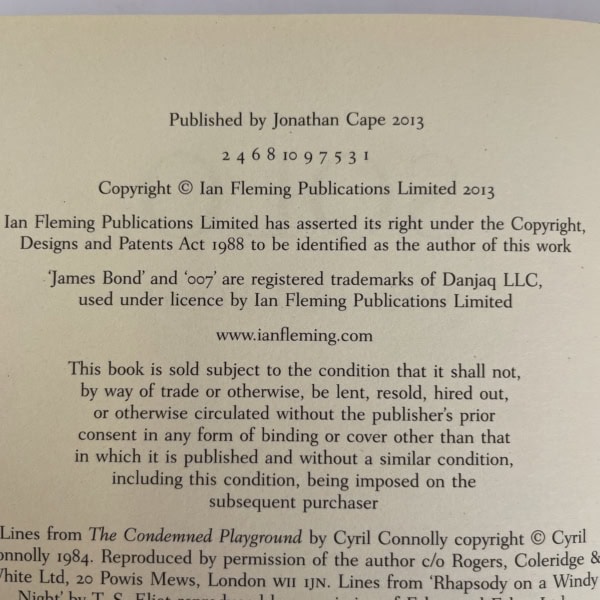 Published by Jonathan Cape 2013
2 4 6 8 10 9 7 5 3 1
Copyright © Ian Fleming Publications Limited 2013
Ian Fleming Publications Limited has asserted its right under the Copyright,
Designs and Patents Act 1988 to be identified as the author of this work
'James Bond' and '007' are registered trademarks of Danjaq LLC,
used under licence by Ian Fleming Publications Limited
www.ianfleming.com
This book is sold subject to the condition that it shall not,
by way of trade or otherwise, be lent, resold, hired out,
or otherwise circulated without the publisher's prior
consent in any form of binding or cover other than that
in which it is published and without a similar condition,
including this condition, being imposed on the
subsequent purchaser
Lines from The Condemned Playground by Cyril Connolly copyright © Cyril
onnolly 1984. Reproduced by permission of the author c/o Rogers, Coleridge &
White Ltd, 20 Powis Mews, London W11 1JN. Lines from 'Rhapsody on a Windy
Night' by T. S. Eliot